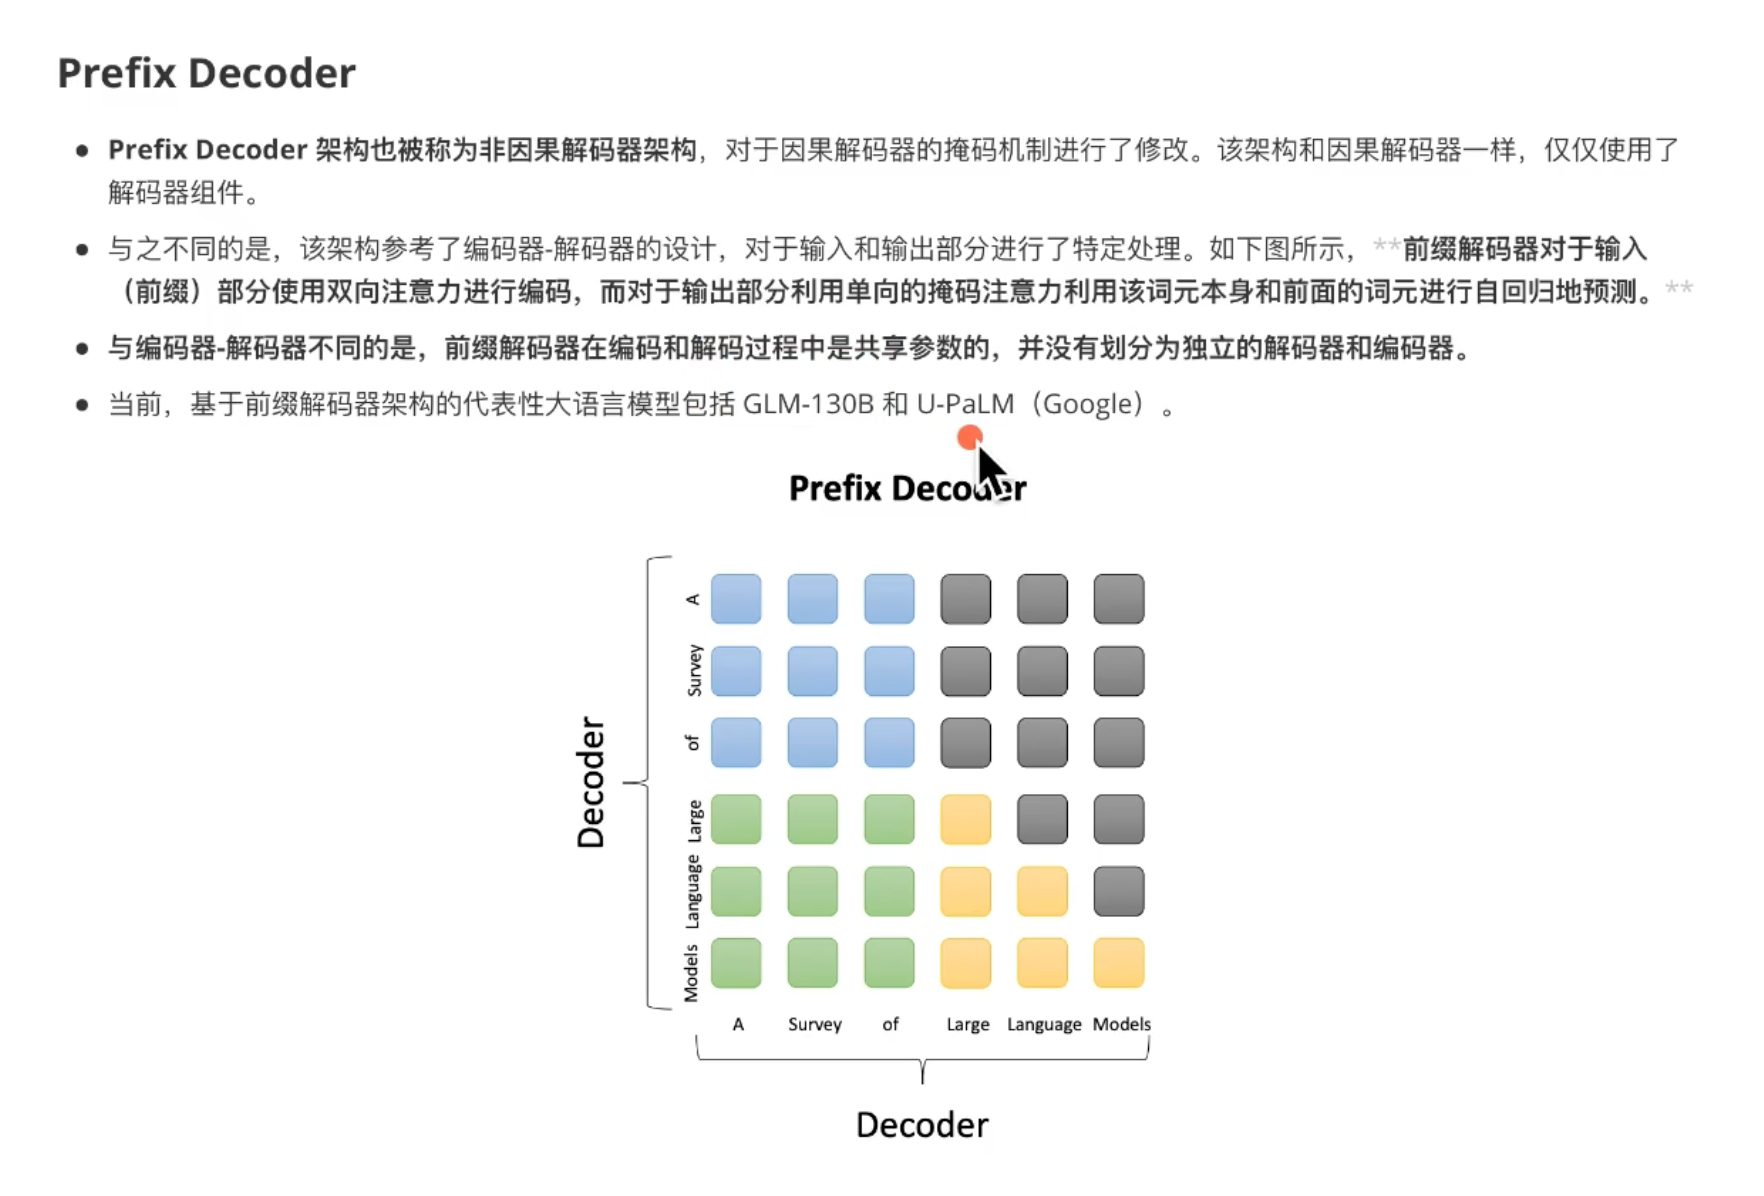 Prefix Decoder
• Prefix Decoder 架构也被称为非因果解码器架构，对于因果解码器的掩码机制进行了修改。该架构和因果解码器一样，仅仅使用了
解码器组件。
• 与之不同的是，该架构参考了编码器-解码器的设计，对于输入和输出部分进行了特定处理。如下图所示，**前缀解码器对于输入
（前缀）部分使用双向注意力进行编码，而对于输出部分利用单向的掩码注意力利用该词元本身和前面的词元进行自回归地预测。**
• 与编码器-解码器不同的是，前缀解码器在编码和解码过程中是共享参数的，并没有划分为独立的解码器和编码器。
• 当前，基于前缀解码器架构的代表性大语言模型包括 GLM-130B 和 U-PaLM（Google）。
Prefix Decoder
Decoder
A
Survey
of
Large
Language
Models
A Survey of Large Language Models
Decoder